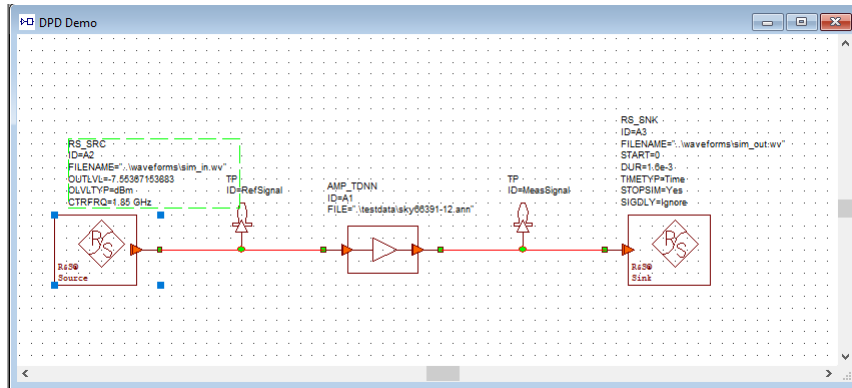 DPD Demo
RS_SRC
ID=A2
FILENAME="..\waveforms\sim_in.wv"
OUTLVL=-7.55367153683
OLVLTYP=dBm
CTRFRQ=1.85 GHz
TP
ID=RefSignal
AMP_TDNN
ID=A1
FILE=".\testdata\sky66391-12.ann"
TP
ID=MeasSignal
RS_SNK
ID=A3
FILENAME="..\waveforms\sim_out.wv"
START=0
DUR=1.6e-3
TIMETYP=Time
STOPSIM=Yes
SIGDLY=Ignore
R&S®
Source
R&S®
Sink